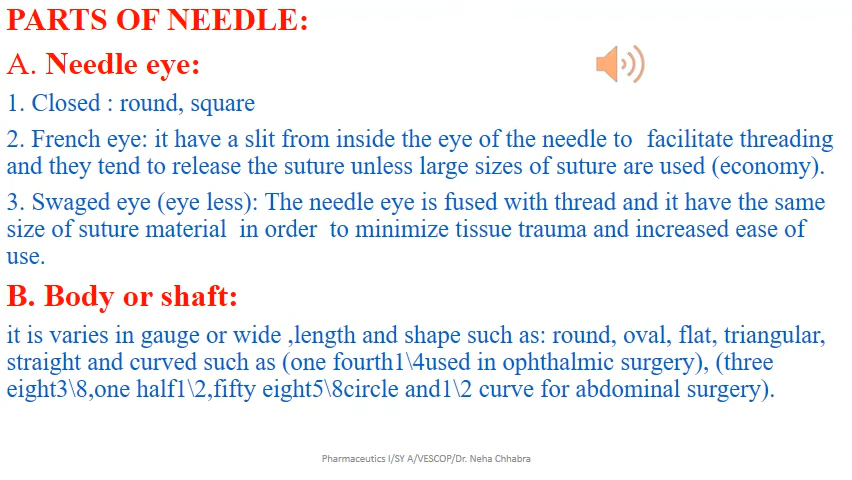 PARTS OF NEEDLE:
A. Needle eye:
1. Closed : round, square
2. French eye: it have a slit from inside the eye of the needle to  facilitate threading
and they tend to release the suture unless large sizes of suture are used (economy).
3. Swaged eye (eye less): The needle eye is fused with thread and it have the same
size of suture material  in order  to minimize tissue trauma and increased ease of
use.
B. Body or shaft:
it is varies in gauge or wide ,length and shape such as: round, oval, flat, triangular,
straight and curved such as (one fourth1\4used in ophthalmic surgery), (three
eight3\8,one half1\2,fifty eight5\8circle and1\2 curve for abdominal surgery).
Pharmaceutics I/SY A/VESCOP/Dr. Neha Chhabra